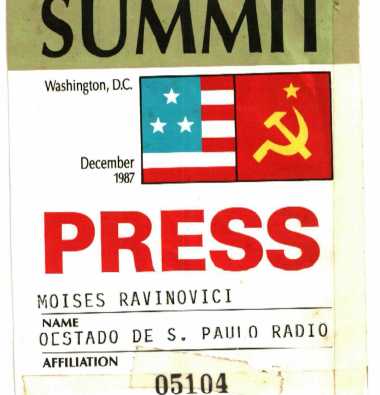 SUMMIT
Washington, D.C.
December
1987
PRESS
MOISES RAVINOVICI
NAME
OESTADO DE S. PAULO RADIO
AFFILIATION
05104